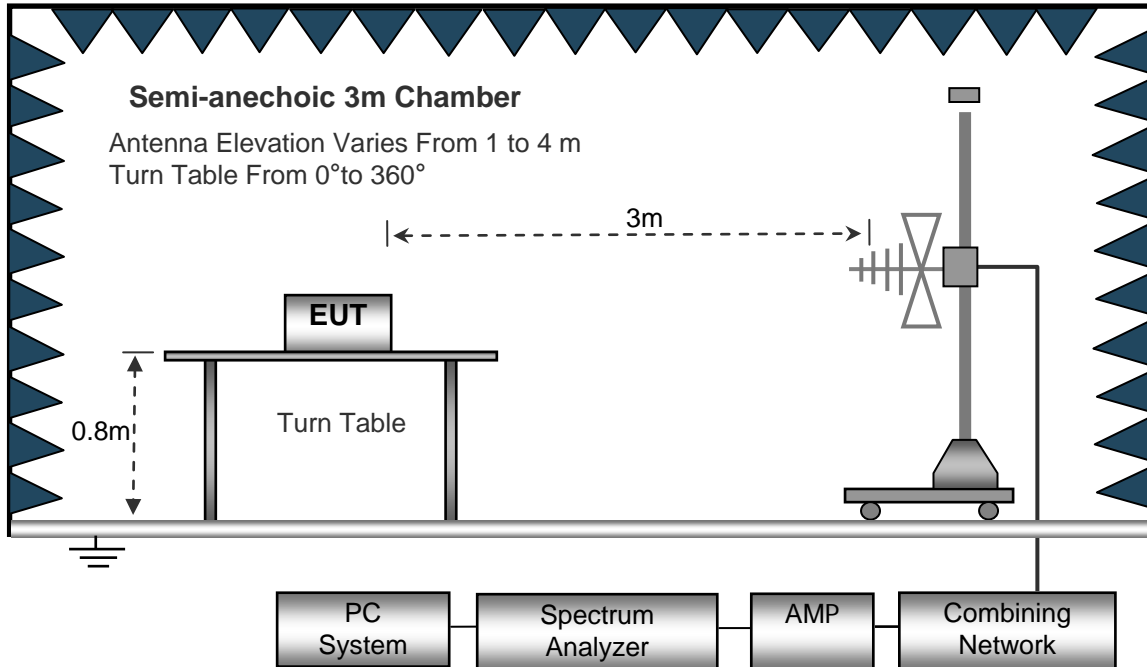 Semi-anechoic 3m Chamber
Antenna Elevation Varies From 1 to 4 m
Turn Table From 0°to 360°
3m
EUT
0.8m
Turn Table
PC
System
Spectrum
Analyzer
AMP
Combining
Network